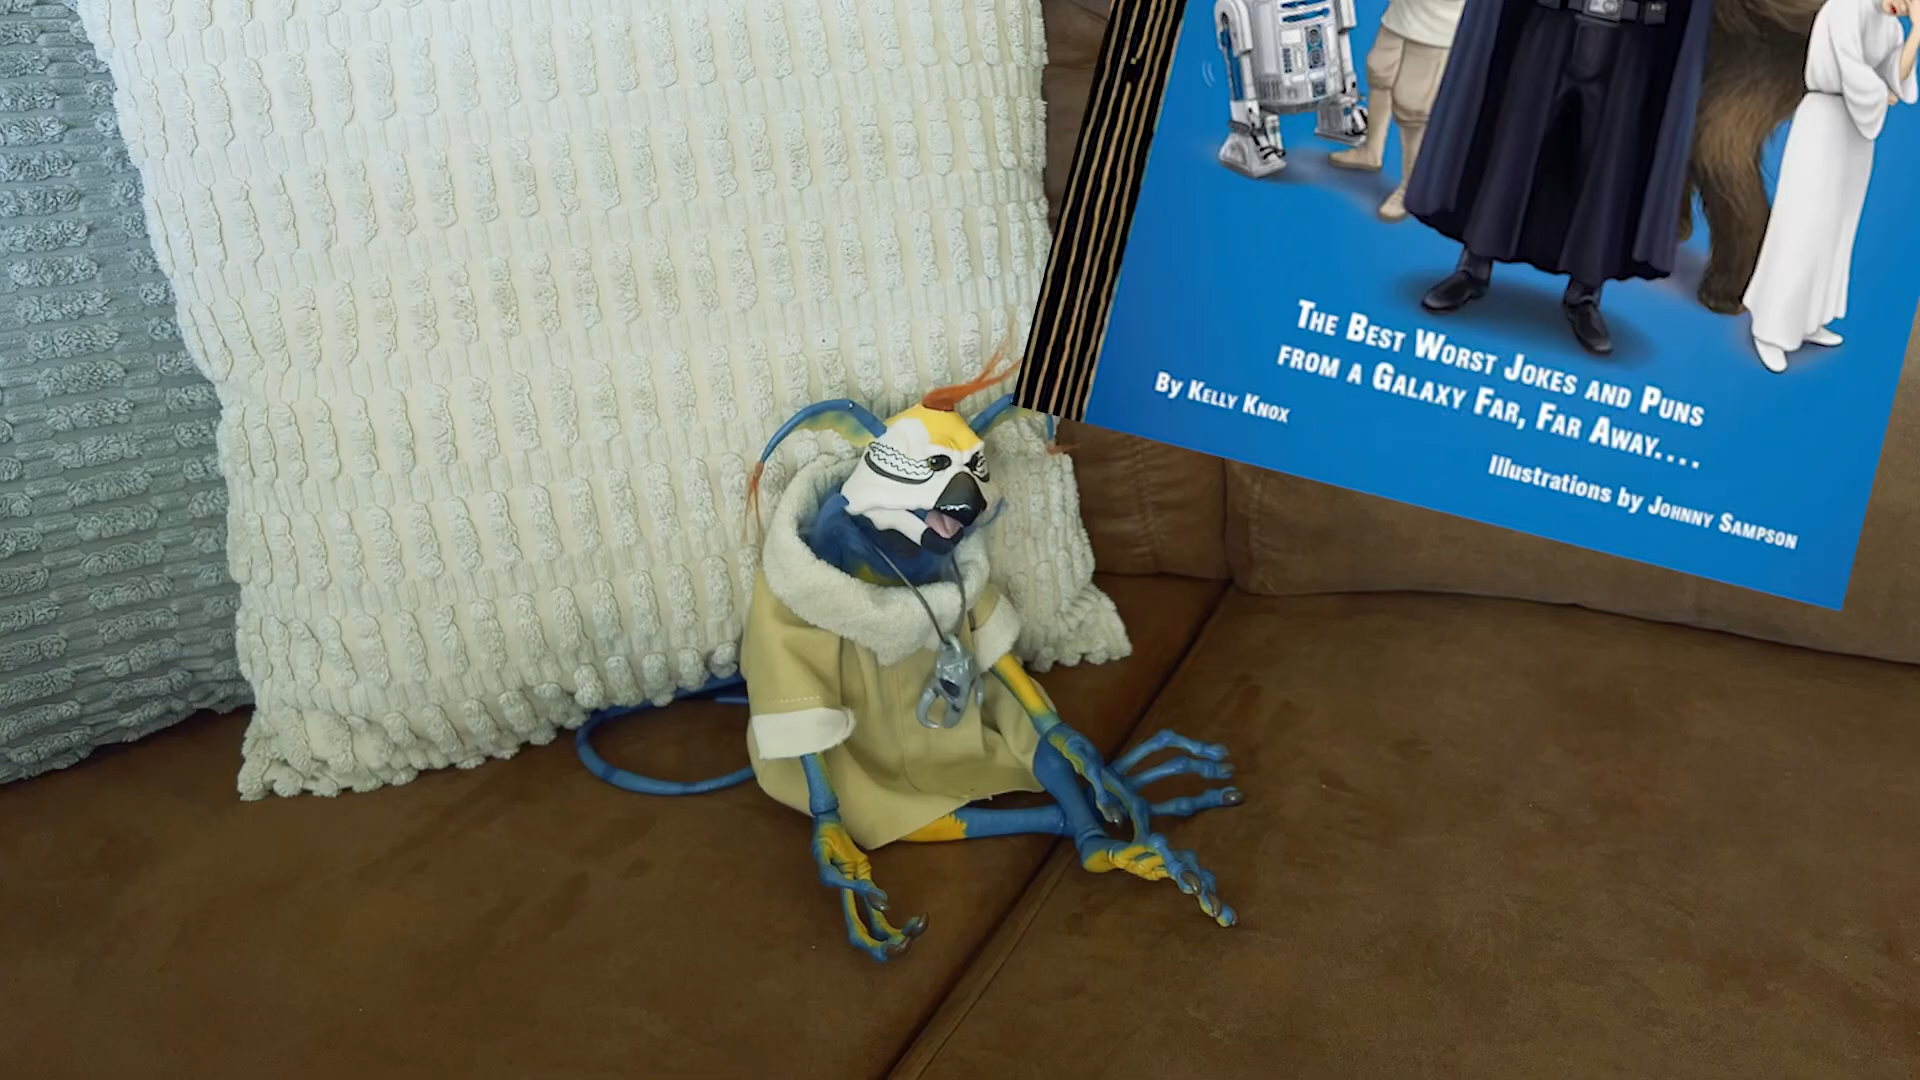 The Best Worst Jokes and Puns
from a Galaxy Far, Far Away....
By Kelly Knox
Illustrations by Johnny Sampson